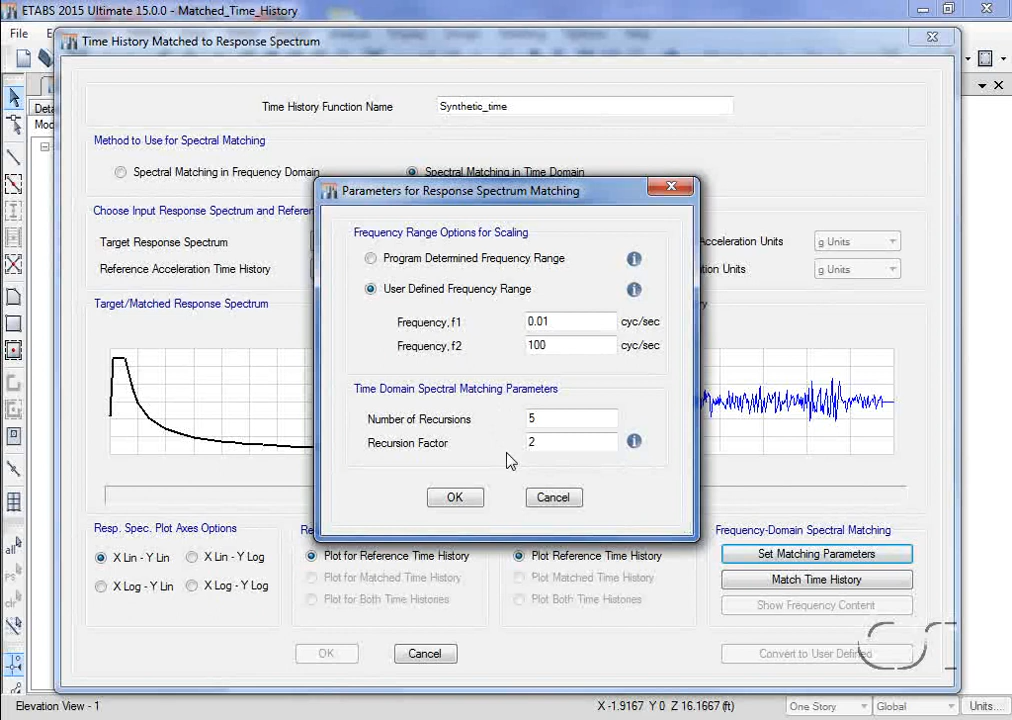 ETABS 2015 Ultimate 15.0.0 - Matched_Time_History
File
Time History Matched to Response Spectrum
Time History Function Name
Synthetic_time
Method to Use for Spectral Matching
Spectral Matching in Frequency Domain
Spectral Matching in Time Domain
Choose Input Response Spectrum and Refere
Target Response Spectrum
Acceleration Units
g Units
Reference Acceleration Time History
g Units
Target/Matched Response Spectrum
Parameters for Response Spectrum Matching
Frequency Range Options for Scaling
Program Determined Frequency Range
User Defined Frequency Range
Frequency, f1
0.01
cyc/sec
Frequency, f2
100
cyc/sec
Time Domain Spectral Matching Parameters
Number of Recursions
5
Recursion Factor
2
OK
Cancel
Resp. Spec. Plot Axes Options
X Lin - Y Lin
X Lin - Y Log
X Log - Y Lin
X Log - Y Log
Plot for Reference Time History
Plot for Matched Time History
Plot for Both Time Histories
Plot Reference Time History
Plot Matched Time History
Plot Both Time Histories
Frequency-Domain Spectral Matching
Set Matching Parameters
Match Time History
Show Frequency Content
OK
Cancel
Convert to User Defined
Elevation View - 1
X -1.9167 Y 0 Z 16.1667 (ft)
One Story
Global
Units...